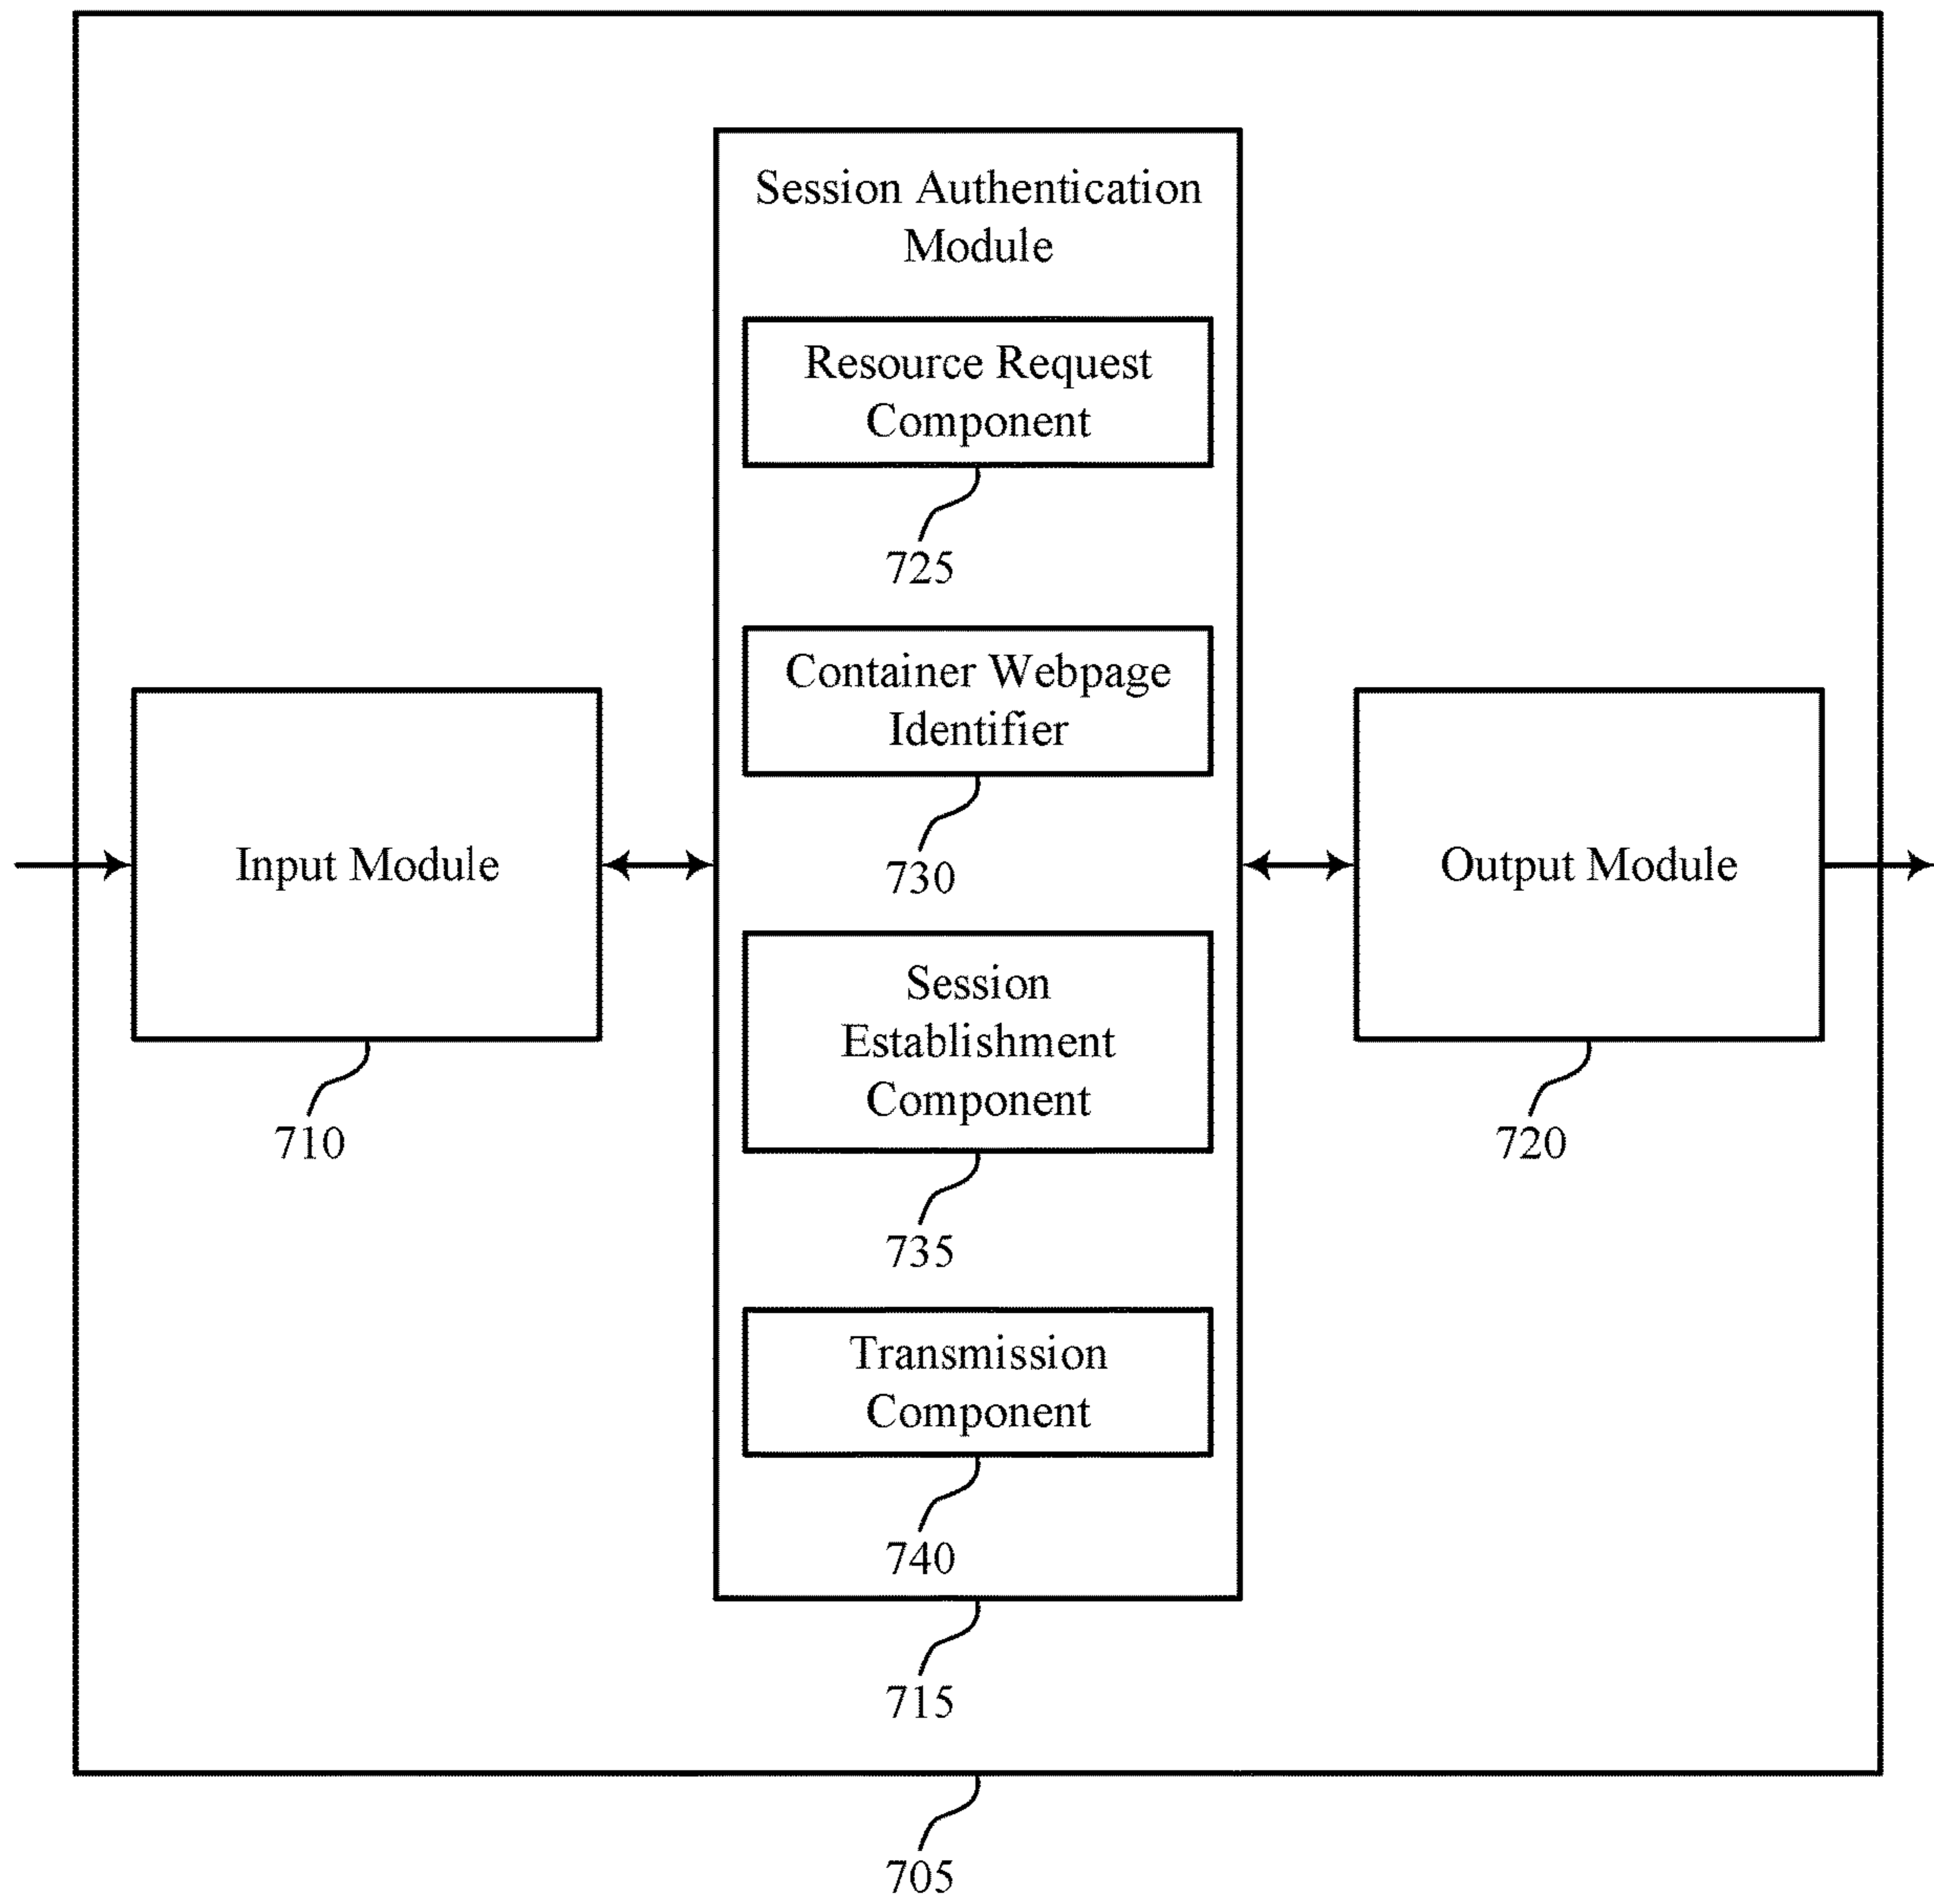 Session Authentication
Module
Resource Request
Component
725
Container Webpage
Identifier
730
Input Module
710
Session
Establishment
Component
735
Output Module
720
Transmission
Component
740
715
705